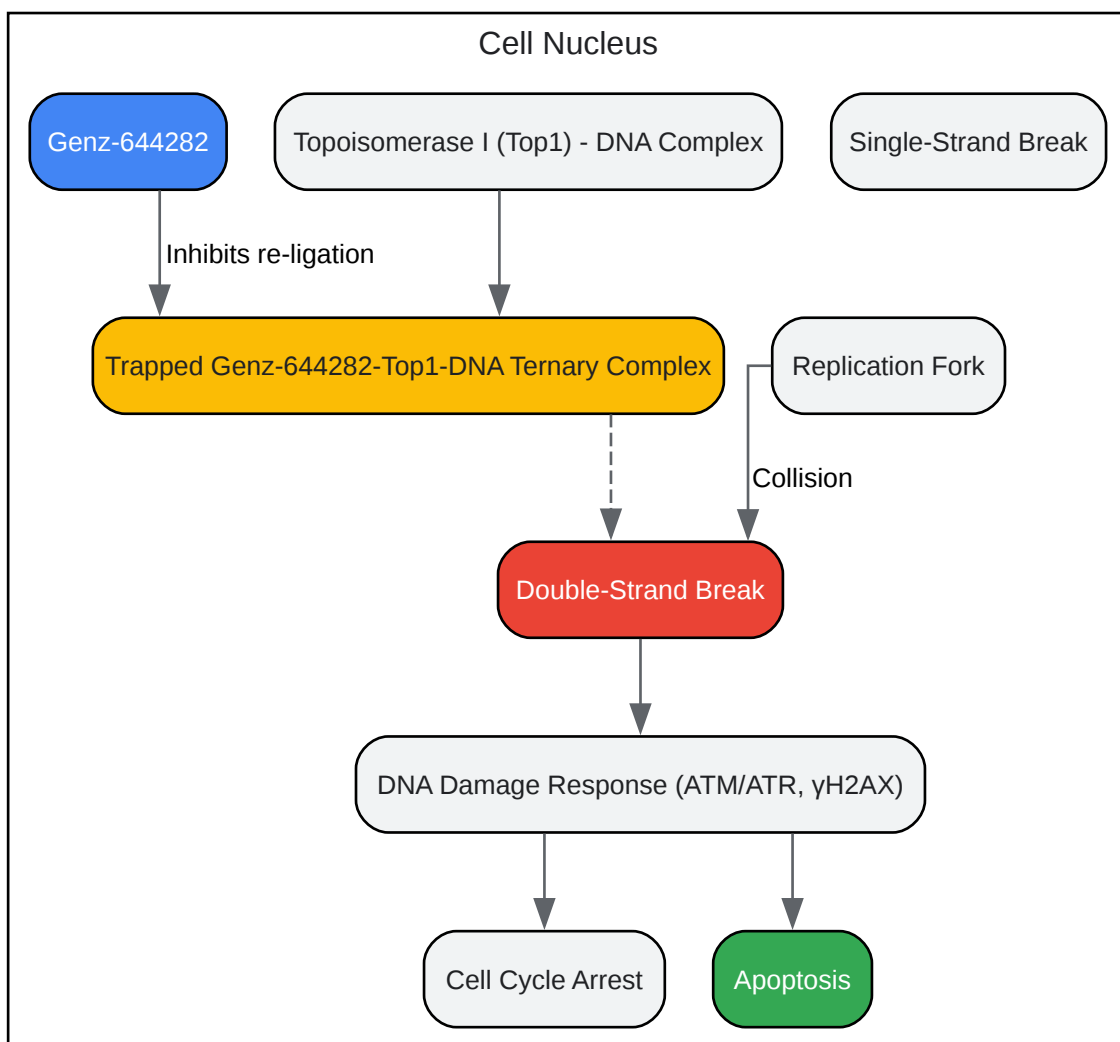 Cell Nucleus
Genz-644282
Topoisomerase I (Top1) - DNA Complex
Single-Strand Break
Inhibits re-ligation
Trapped Genz-644282-Top1-DNA Ternary Complex
Replication Fork
Collision
Double-Strand Break
DNA Damage Response (ATM/ATR, γH2AX)
Cell Cycle Arrest
Apoptosis